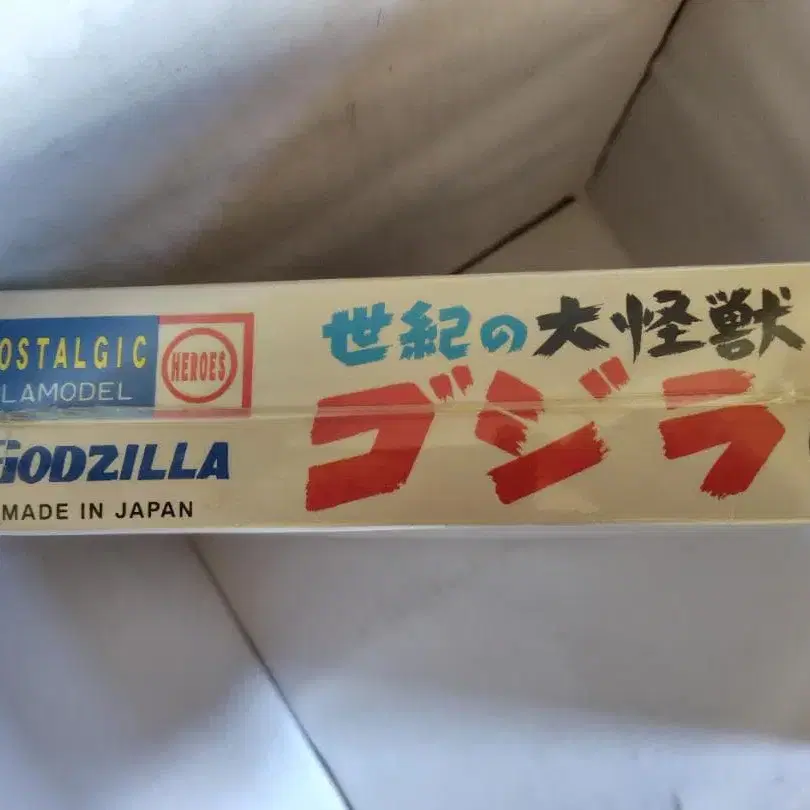 OSTALGIC
LAMODEL
HEROES
GODZILLA
MADE IN JAPAN
世紀の大怪獣
ゴジラ